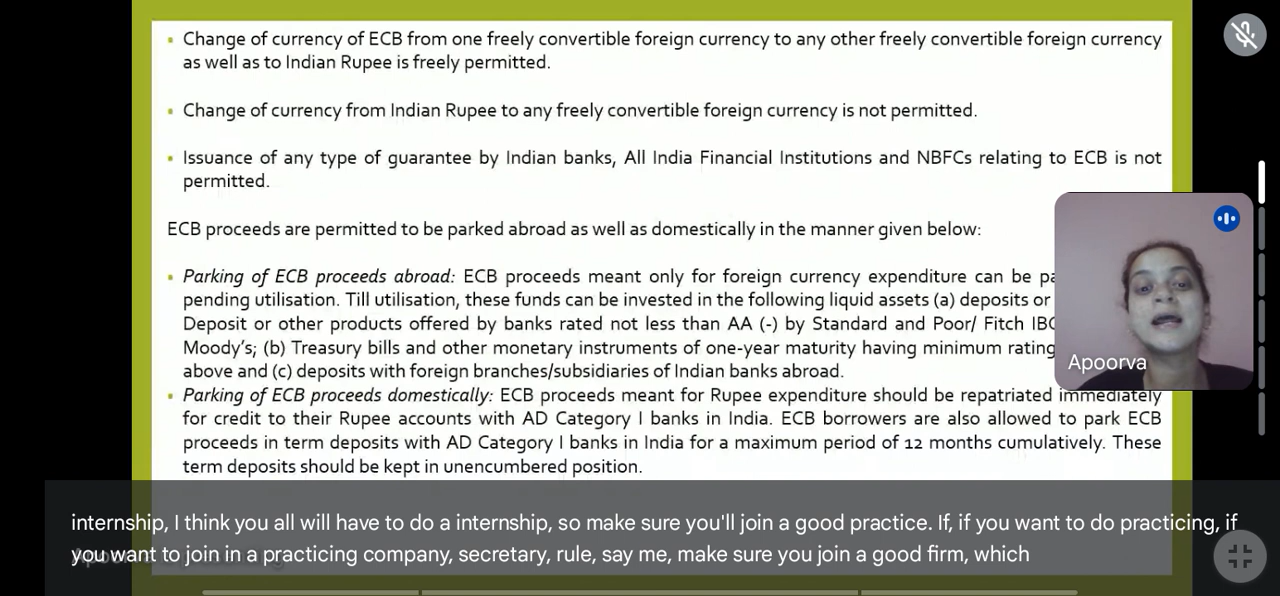 Change of currency of ECB from one freely convertible foreign currency to any other freely convertible foreign currency
as well as to Indian Rupee is freely permitted.
Change of currency from Indian Rupee to any freely convertible foreign currency is not permitted.
Issuance of any type of guarantee by Indian banks, All India Financial Institutions and NBFCs relating to ECB is not
permitted.
ECB proceeds are permitted to be parked abroad as well as domestically in the manner given below:
Parking of ECB proceeds abroad: ECB proceeds meant only for foreign currency expenditure can be
pending utilisation. Till utilisation, these funds can be invested in the following liquid assets (a) deposits or
Deposit or other products offered by banks rated not less than AA (-) by Standard and Poor/ Fitch
Moody's; (b) Treasury bills and other monetary instruments of one-year maturity having minimum rating
above and (c) deposits with foreign branches/subsidiaries of Indian banks abroad.
Parking of ECB proceeds domestically: ECB proceeds meant for Rupee expenditure should be repatriated immediately
for credit to their Rupee accounts with AD Category I banks in India. ECB borrowers are also allowed to park ECB
proceeds in term deposits with AD Category I banks in India for a maximum period of 12 months cumulatively. These
term deposits should be kept in unencumbered position.
Apoorva
internship, I think you all will have to do a internship, so make sure you'll join a good practice. If, if you want to do practicing, if
you want to join in a practicing company, secretary, rule, say me, make sure you join a good firm, which